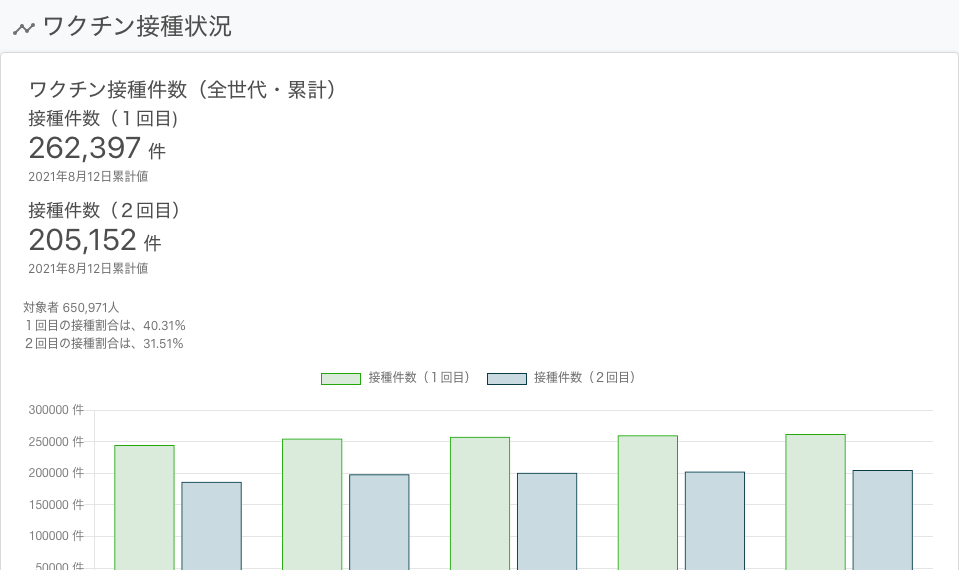 ワクチン接種状況
ワクチン接種件数（全世代・累計）
接種件数（１回目)
262,397 件
2021年8月12日累計値
接種件数（２回目）
205,152 件
2021年8月12日累計値
対象者 650,971人
１回目の接種割合は、40.31%
２回目の接種割合は、31.51%
接種件数（１回目） 接種件数（２回目）
300000 件
250000 件
200000 件
150000 件
100000 件
50000 件